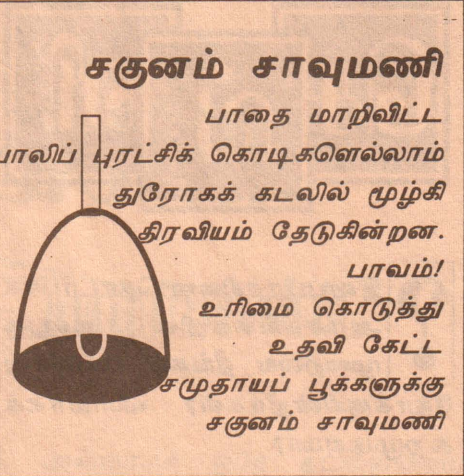 சகுனம் சாவுமணி
பாதை மாறிவிட்ட
போலிப் புரட்சிக் கொடிகளெல்லாம்
துரோகக் கடலில் மூழ்கி
திரவியம் தேடுகின்றன.
பாவம்!
உரிமை கொடுத்து
உதவி கேட்ட
சமுதாயப் பூக்களுக்கு
சகுனம் சாவுமணி